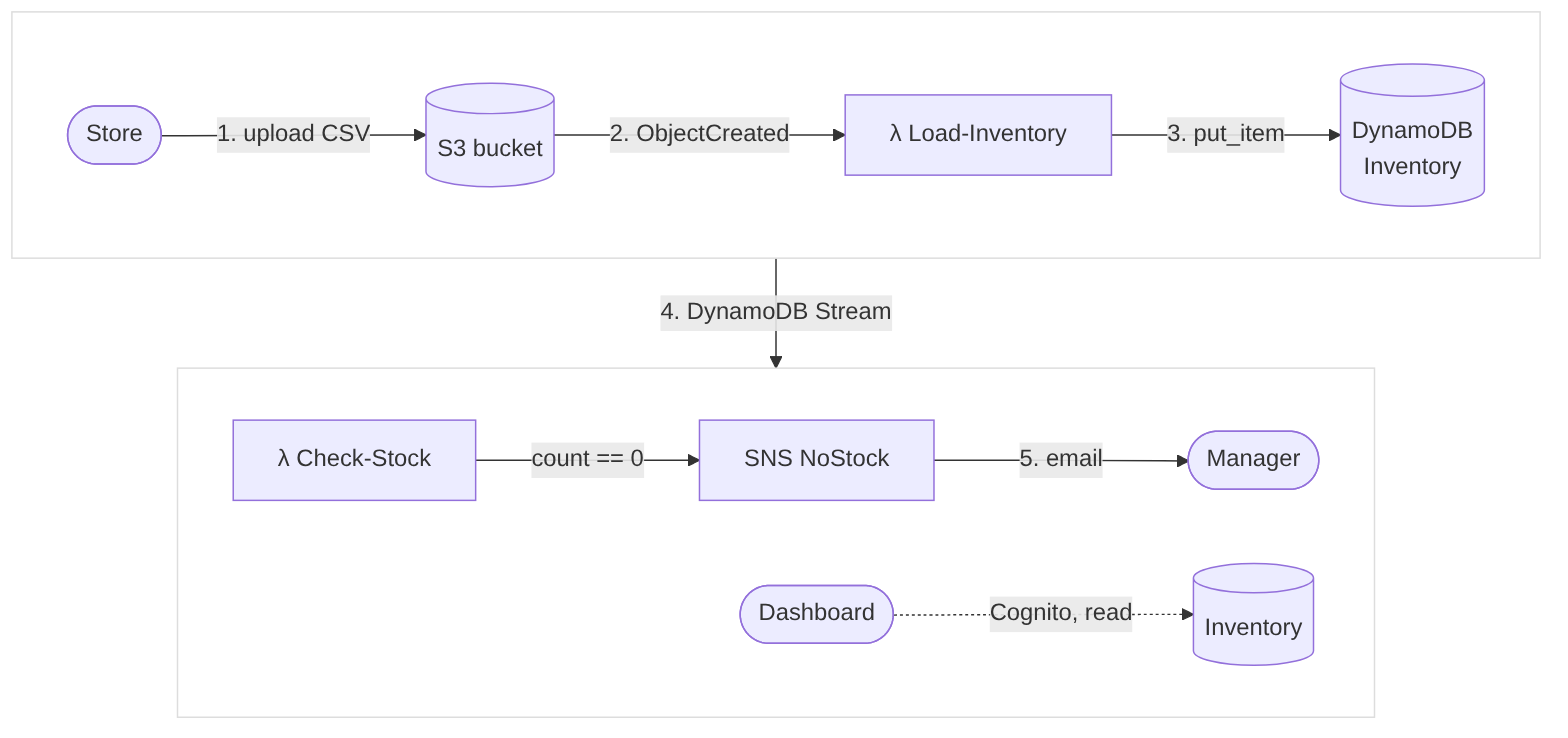 Store
1. upload CSV
S3 bucket
2. ObjectCreated
λ Load-Inventory
3. put_item
DynamoDB
Inventory
4. DynamoDB Stream
λ Check-Stock
count == 0
SNS NoStock
5. email
Manager
Dashboard
Cognito, read
Inventory